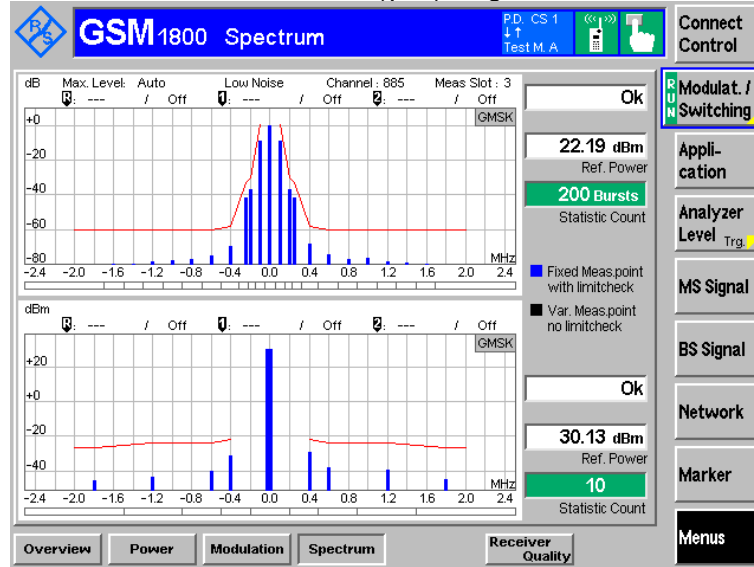 GSM 1800 Spectrum
P.D. CS 1
Test M. A
Connect Control
dB Max. Level: Auto Low Noise Channel : 885 Meas Slot : 3
R: --- / Off 1: --- / Off 2: --- / Off
GMSK
+0
-20
-40
-60
-80
MHz
-2.4 -2.0 -1.6 -1.2 -0.8 -0.4 0.0 0.4 0.8 1.2 1.6 2.0 2.4
Ok
22.19 dBm
Ref. Power
200 Bursts
Statistic Count
Fixed Meas.point
with limitcheck
Var. Meas.point
no limitcheck
dBm
R: --- / Off 1: --- / Off 2: --- / Off
GMSK
+20
+0
-20
-40
MHz
-2.4 -2.0 -1.6 -1.2 -0.8 -0.4 0.0 0.4 0.8 1.2 1.6 2.0 2.4
Ok
30.13 dBm
Ref. Power
10
Statistic Count
RUN
Modulat. /
Switching
Appli-
cation
Analyzer
Level Trg.
MS Signal
BS Signal
Network
Marker
Menus
Overview Power Modulation Spectrum Receiver
Quality